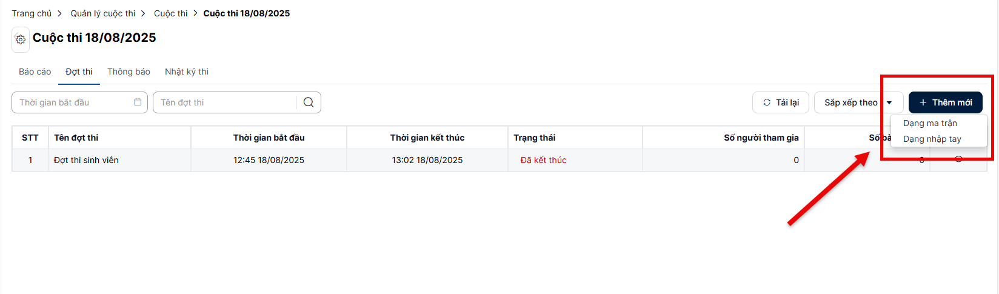 Trang chủ > Quản lý cuộc thi > Cuộc thi > Cuộc thi 18/08/2025
Cuộc thi 18/08/2025
Báo cáo Đợt thi Thông báo Nhật ký thi
Thời gian bắt đầu Tên đợt thi Tải lại Sắp xếp theo + Thêm mới
Dạng ma trận
Dạng nhập tay
STT Tên đợt thi Thời gian bắt đầu Thời gian kết thúc Trạng thái Số người tham gia Số
1 Đợt thi sinh viên 12:45 18/08/2025 13:02 18/08/2025 Đã kết thúc 0 0